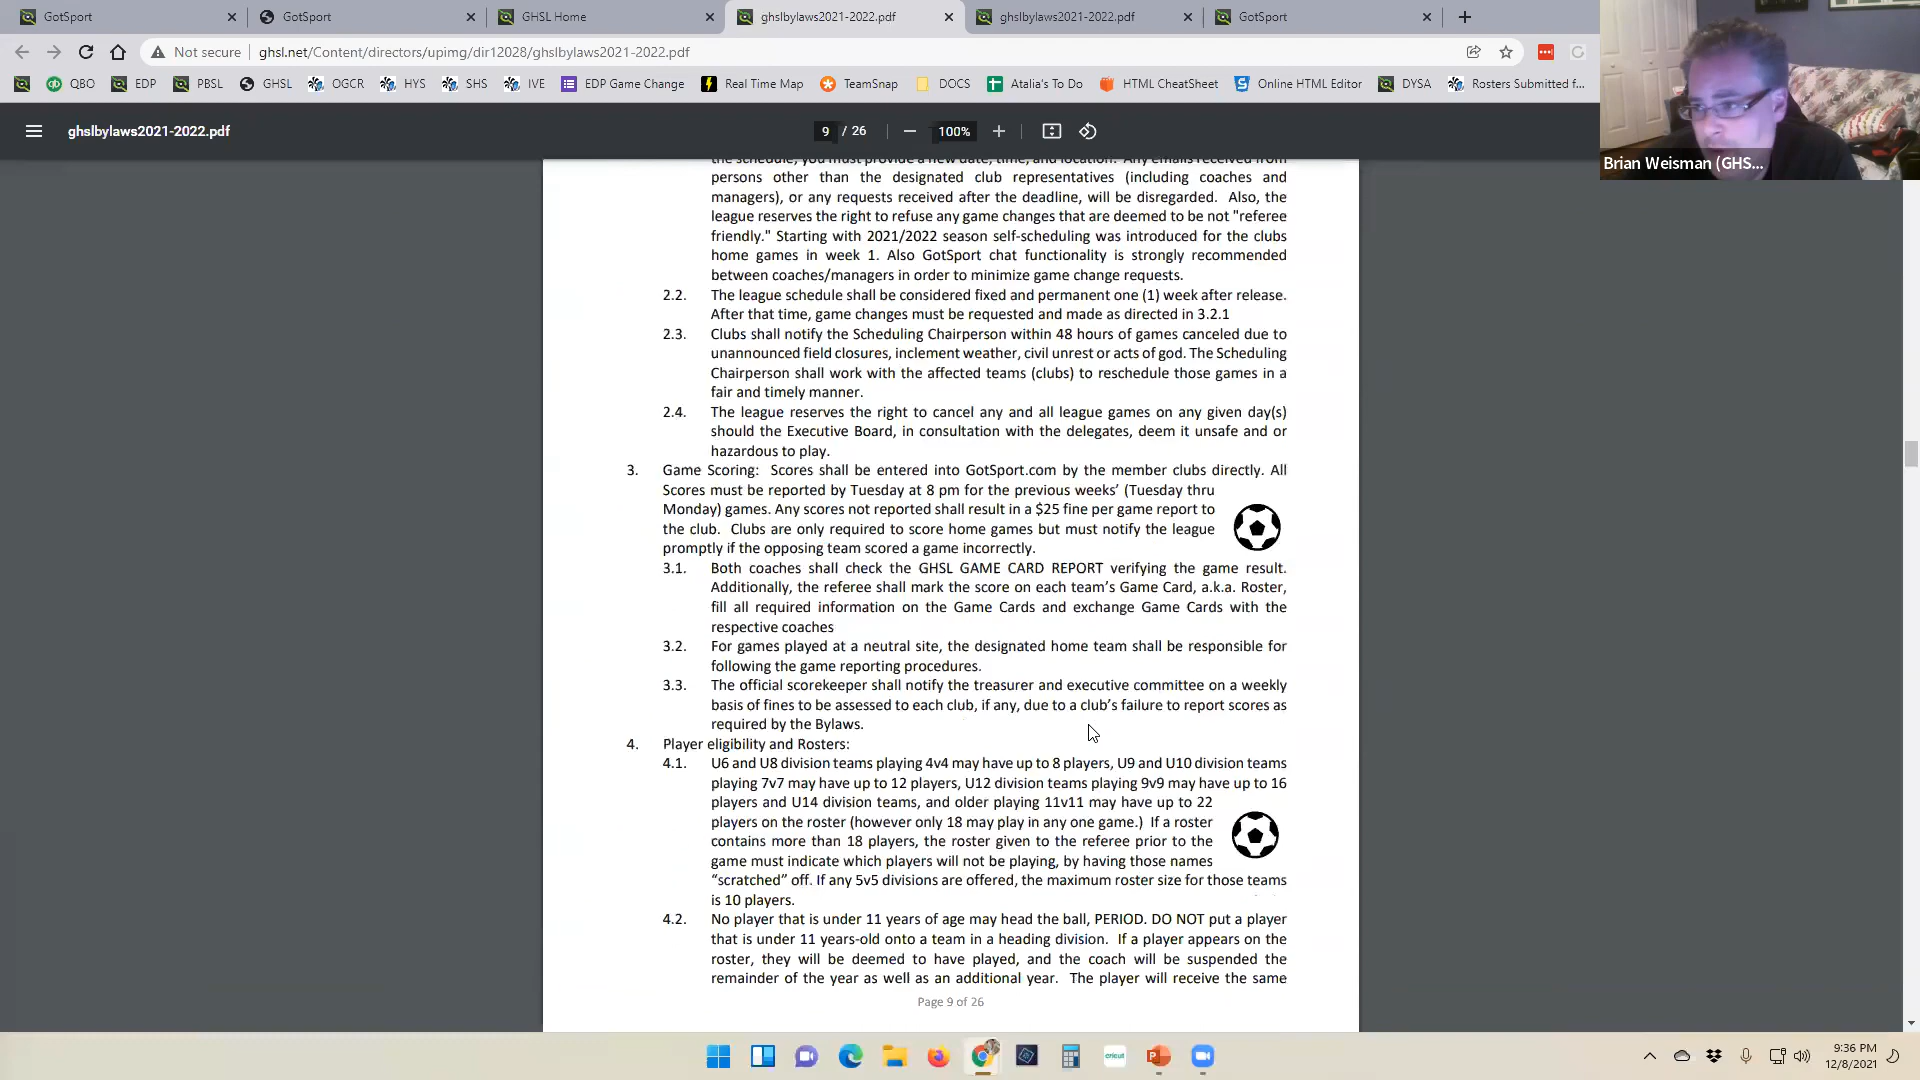 GotSport
GotSport
GHSL Home
ghslbylaws2021-2022.pdf
ghslbylaws2021-2022.pdf
GotSport
Not secure
ghsl.net/Content/directors/upimg/dir12028/ghslbylaws2021-2022.pdf
QBO
EDP
PBSL
GHSL
OGCR
HYS
SHS
IVE
EDP Game Change
Real Time Map
TeamSnap
DOCS
Atalia's To Do
HTML CheatSheet
Online HTML Editor
DYSA
Rosters Submitted f...
Brian Weisman (GHS...
ghslbylaws2021-2022.pdf
9 / 26
100%
the schedule, you must provide a new date, time, and location. Any emails received from
persons other than the designated club representatives (including coaches and
managers), or any requests received after the deadline, will be disregarded. Also, the
league reserves the right to refuse any game changes that are deemed to be not "referee
friendly." Starting with 2021/2022 season self-scheduling was introduced for the clubs
home games in week 1. Also GotSport chat functionality is strongly recommended
between coaches/managers in order to minimize game change requests.
2.2. The league schedule shall be considered fixed and permanent one (1) week after release.
After that time, game changes must be requested and made as directed in 3.2.1
2.3. Clubs shall notify the Scheduling Chairperson within 48 hours of games canceled due to
unannounced field closures, inclement weather, civil unrest or acts of god. The Scheduling
Chairperson shall work with the affected teams (clubs) to reschedule those games in a
fair and timely manner.
2.4. The league reserves the right to cancel any and all league games on any given day(s)
should the Executive Board, in consultation with the delegates, deem it unsafe and or
hazardous to play.
3. Game Scoring: Scores shall be entered into GotSport.com by the member clubs directly. All
Scores must be reported by Tuesday at 8 pm for the previous weeks' (Tuesday thru
Monday) games. Any scores not reported shall result in a $25 fine per game report to
the club. Clubs are only required to score home games but must notify the league
promptly if the opposing team scored a game incorrectly.
3.1. Both coaches shall check the GHSL GAME CARD REPORT verifying the game result.
Additionally, the referee shall mark the score on each team's Game Card, a.k.a. Roster,
fill all required information on the Game Cards and exchange Game Cards with the
respective coaches
3.2. For games played at a neutral site, the designated home team shall be responsible for
following the game reporting procedures.
3.3. The official scorekeeper shall notify the treasurer and executive committee on a weekly
basis of fines to be assessed to each club, if any, due to a club's failure to report scores as
required by the Bylaws.
4. Player eligibility and Rosters:
4.1. U6 and U8 division teams playing 4v4 may have up to 8 players, U9 and U10 division teams
playing 7v7 may have up to 12 players, U12 division teams playing 9v9 may have up to 16
players and U14 division teams, and older playing 11v11 may have up to 22
players on the roster (however only 18 may play in any one game.) If a roster
contains more than 18 players, the roster given to the referee prior to the
game must indicate which players will not be playing, by having those names
“scratched” off. If any 5v5 divisions are offered, the maximum roster size for those teams
is 10 players.
4.2. No player that is under 11 years of age may head the ball, PERIOD. DO NOT put a player
that is under 11 years-old onto a team in a heading division. If a player appears on the
roster, they will be deemed to have played, and the coach will be suspended the
remainder of the year as well as an additional year. The player will receive the same
Page 9 of 26
cricut
9:36 PM
12/8/2021